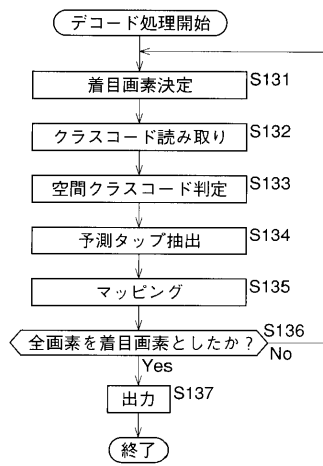 デコード処理開始
着目画素決定
S131
クラスコード読み取り
S132
空間クラスコード判定
S133
予測タップ抽出
S134
マッピング
S135
全画素を着目画素としたか?
S136
No
Yes
出力
S137
終了